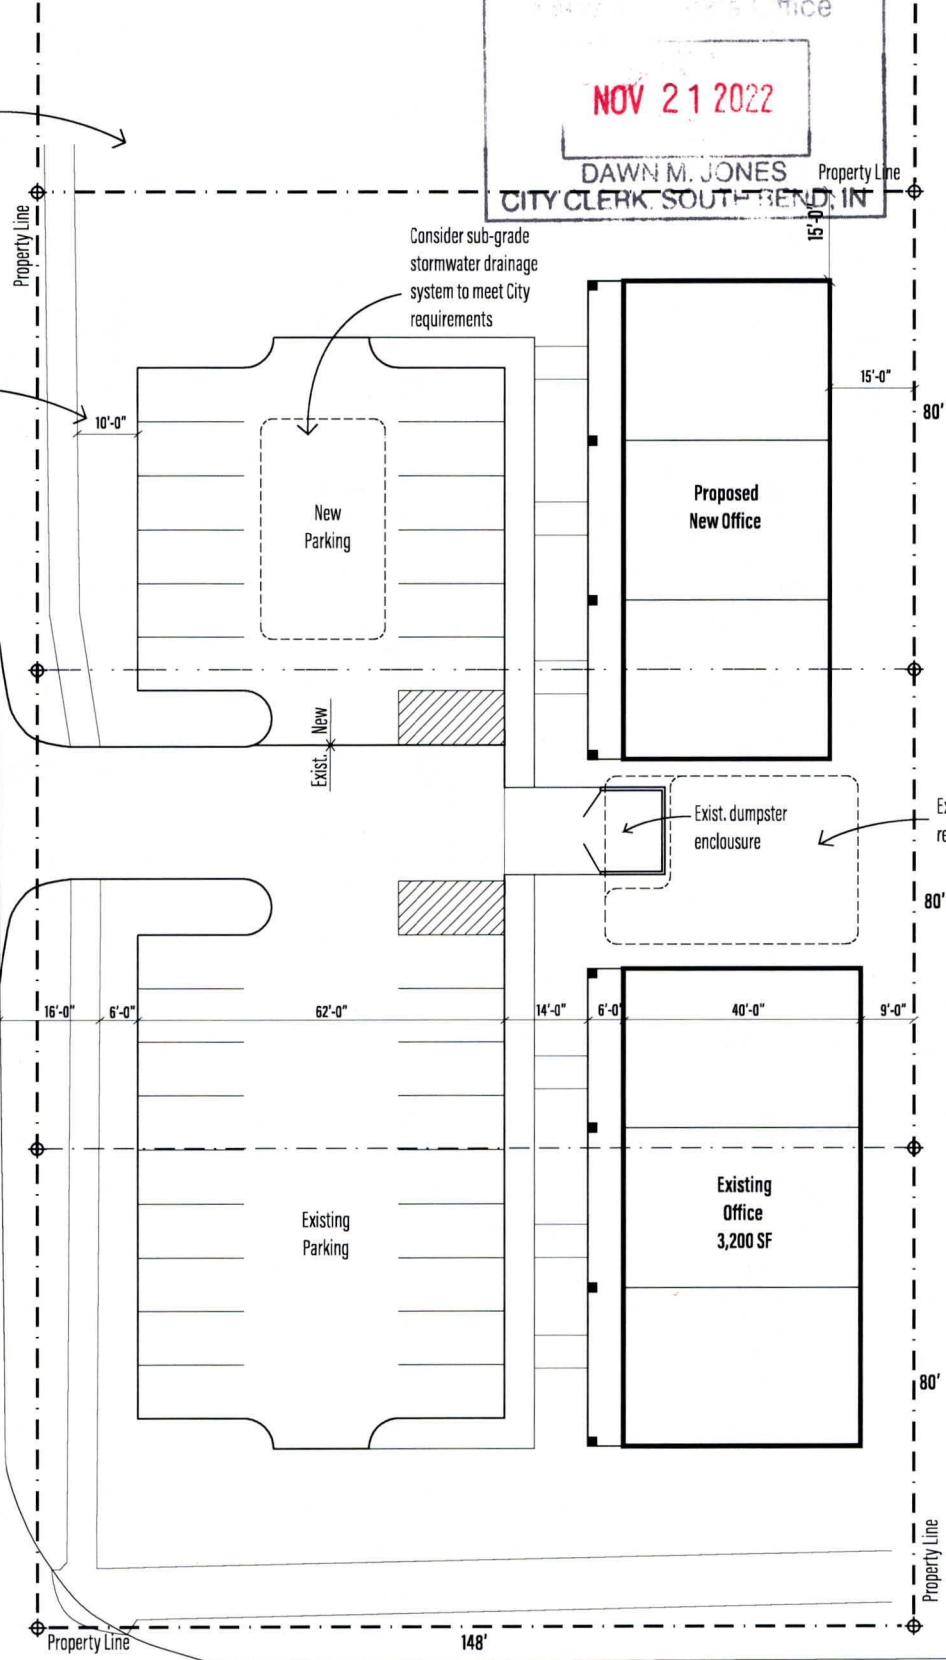 NOV 21 2022
DAWN M. JONES
CITY CLERK, SOUTH BEND, IN
Property Line
Property Line
15'-0"
Consider sub-grade
stormwater drainage
system to meet City
requirements
15'-0"
80'
10'-0"
Proposed
New Office
New
Parking
New
Exist.
Exist. dumpster
enclousure
80'
16'-0"
6'-0"
62'-0"
14'-0"
6'-0"
40'-0"
9'-0"
Existing
Office
3,200 SF
Existing
Parking
80'
Property Line
Property Line
148'